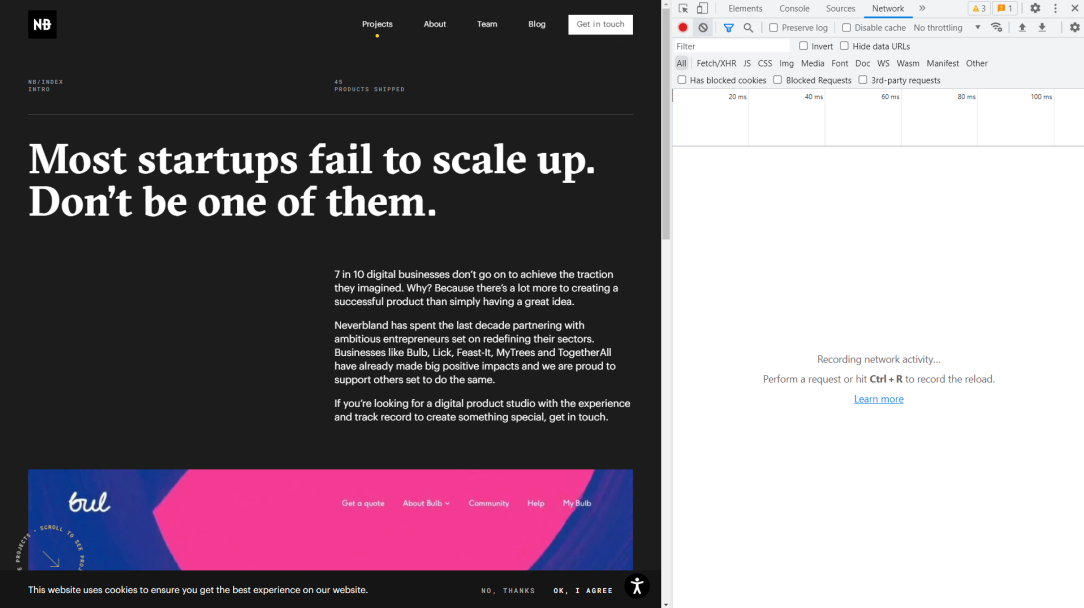 NB
Projects
About
Team
Blog
Get in touch
NB/INDEX
INTRO
45
PRODUCTS SHIPPED
Most startups fail to scale up.
Don't be one of them.
7 in 10 digital businesses don't go on to achieve the traction
they imagined. Why? Because there's a lot more to creating a
successful product than simply having a great idea.
Neverbland has spent the last decade partnering with
ambitious entrepreneurs set on redefining their sectors.
Businesses like Bulb, Lick, Feast-It, MyTrees and TogetherAll
have already made big positive impacts and we are proud to
support others set to do the same.
If you're looking for a digital product studio with the experience
and track record to create something special, get in touch.
bul
Get a quote
About Bulb
Community
Help
My Bulb
PROJECTS - SCROLL TO SEE PROJ
This website uses cookies to ensure you get the best experience on our website.
NO, THANKS
OK, I AGREE
Elements
Console
Sources
Network
3
1
Preserve log
Disable cache
No throttling
Filter
Invert
Hide data URLs
All
Fetch/XHR
JS
CSS
Img
Media
Font
Doc
WS
Wasm
Manifest
Other
Has blocked cookies
Blocked Requests
3rd-party requests
20 ms
40 ms
60 ms
80 ms
100 ms
Recording network activity...
Perform a request or hit Ctrl + R to record the reload.
Learn more